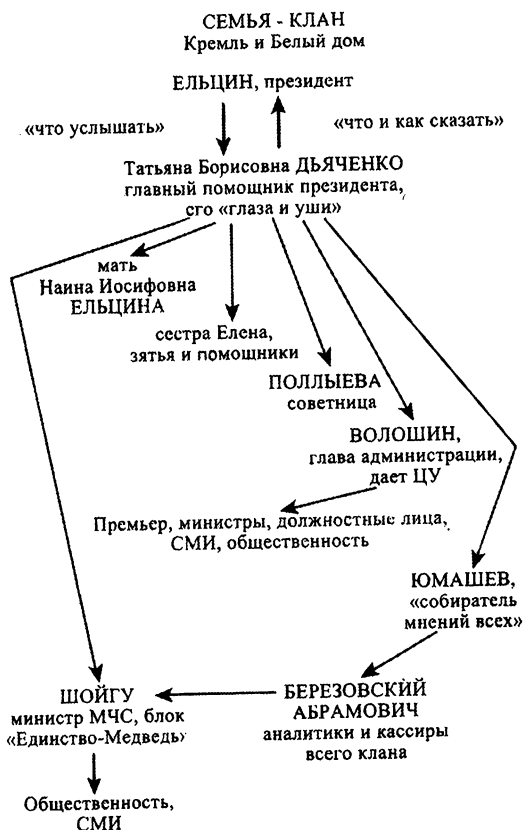 СЕМЬЯ - КЛАН
Кремль и Белый дом
ЕЛЬЦИН, президент
«что услышать»
«что и как сказать»
Татьяна Борисовна ДЬЯЧЕНКО
главный помощник президента,
его «глаза и уши»
мать
Наина Иосифовна
ЕЛЬЦИНА
сестра Елена,
зятья и помощники
ПОЛЛЫЕВА
советница
ВОЛОШИН,
глава администрации,
дает ЦУ
Премьер, министры, должностные лица,
СМИ, общественность
ЮМАШЕВ,
«собиратель
мнений всех»
ШОЙГУ
министр МЧС, блок
«Единство-Медведь»
БЕРЕЗОВСКИЙ
АБРАМОВИЧ
аналитики и кассиры
всего клана
Общественность,
СМИ